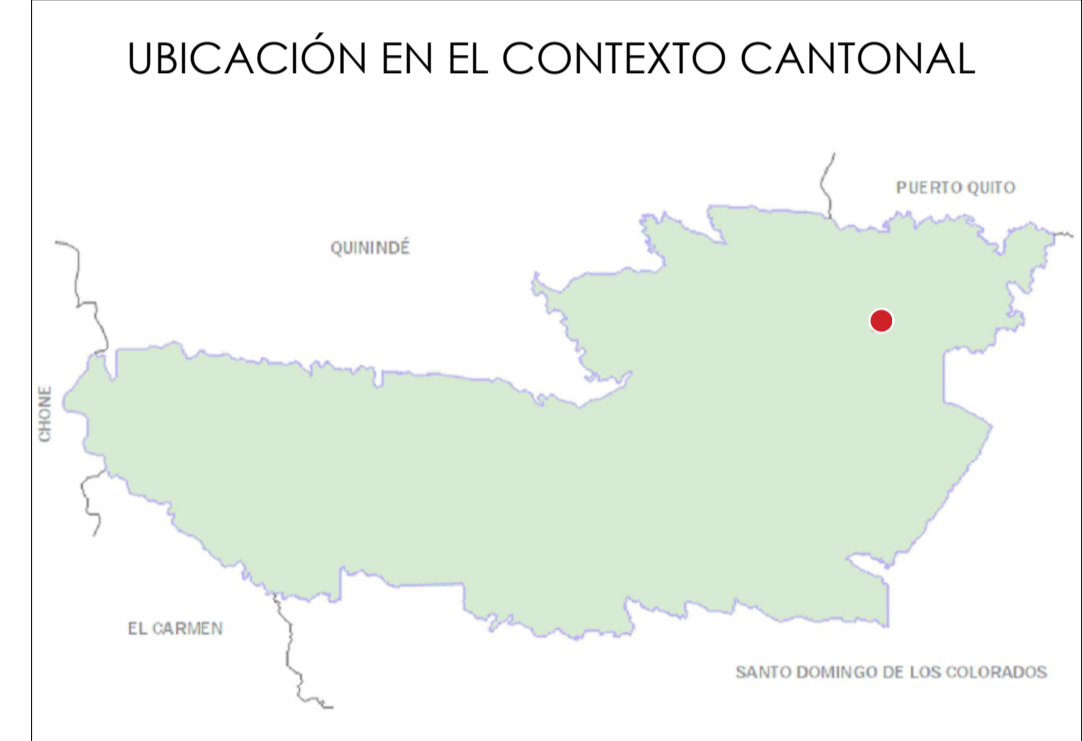 UBICACIÓN EN EL CONTEXTO CANTONAL
PUERTO QUITO
QUININDÉ
CHONE
EL CARMEN
SANTO DOMINGO DE LOS COLORADOS